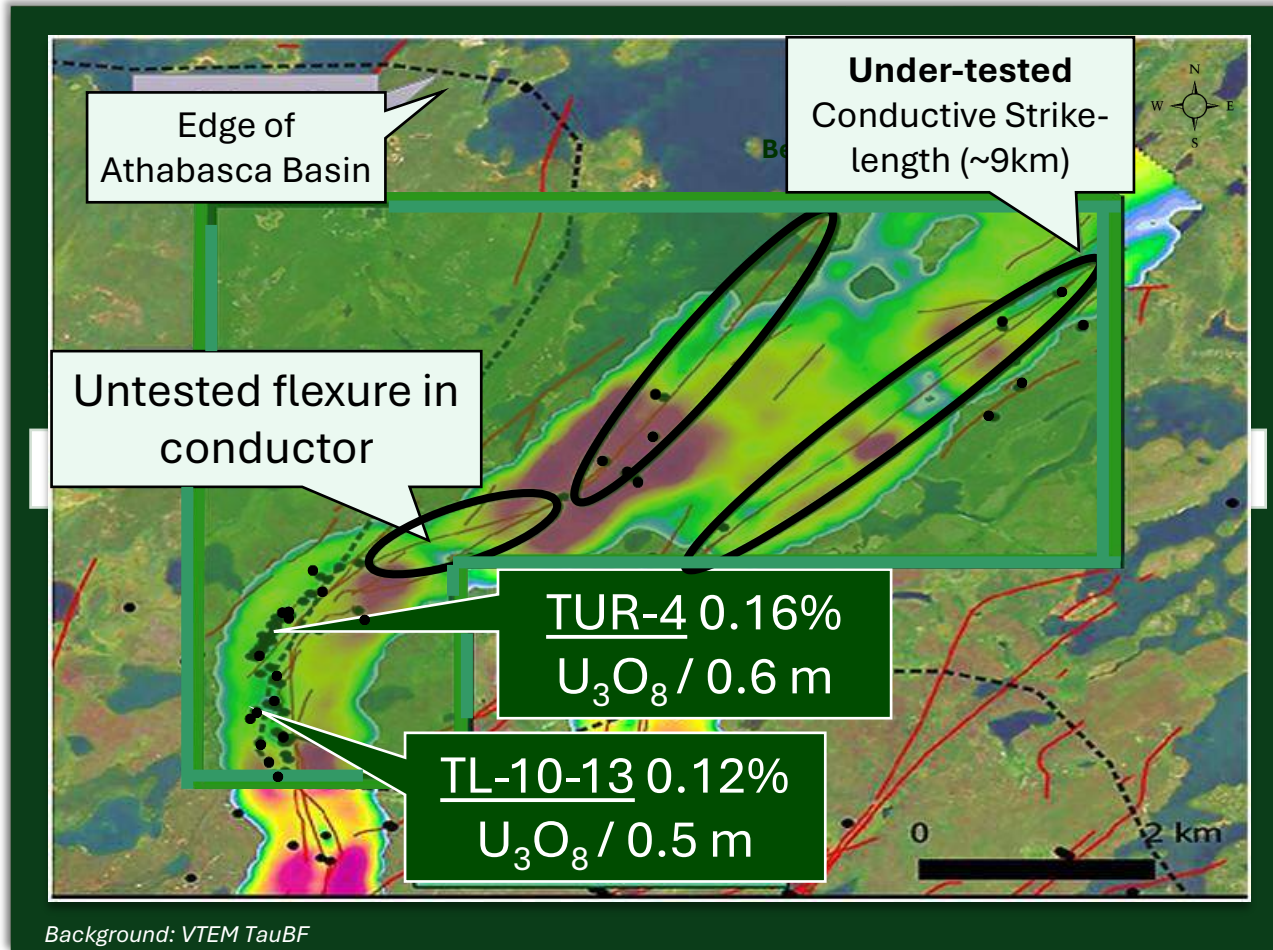 Edge of
Athabasca Basin
Under-tested
Conductive Strike-
length (~9km)
N
W
E
S
Be
Untested flexure in
conductor
TUR-4 0.16%
U₃O₈ / 0.6 m
TL-10-13 0.12%
U₃O₈ / 0.5 m
0
2 km
Background: VTEM TauBF